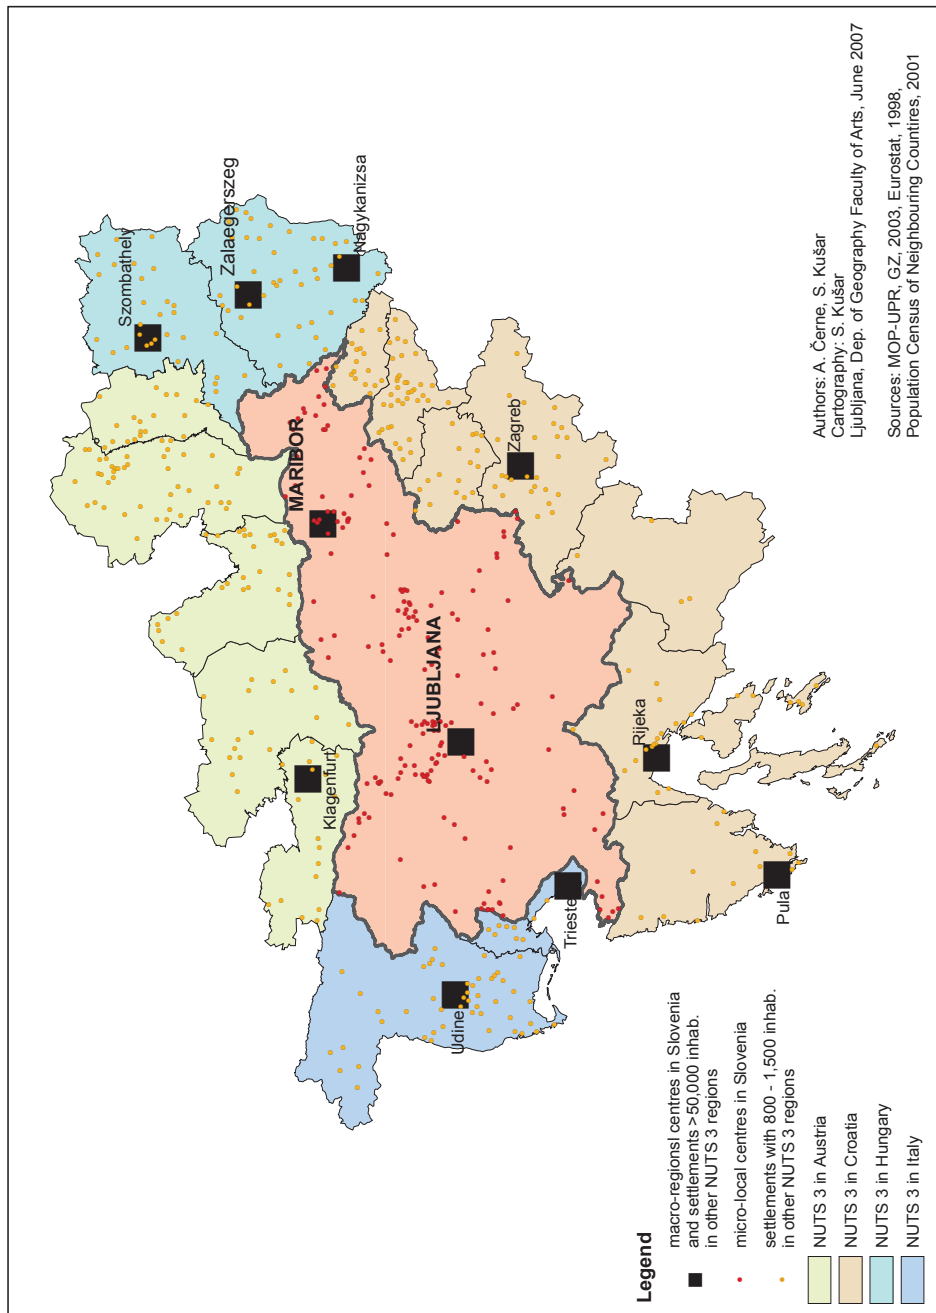 Szombathely
Zalaegerszeg
Nagykanizsa
MARIBOR
Zagreb
LJUBLJANA
Klagenfurt
Rijeka
Trieste
Pula
Udine
Authors: A. Černe, S. Kušar
Cartography: S. Kušar
Ljubljana, Dep. of Geography Faculty of Arts, June 2007
Sources: MOP-UPR, GZ, 2003, Eurostat, 1998,
Population Census of Neighbouring Countires, 2001
Legend
macro-regionsl centres in Slovenia
and settlements >50,000 inhab.
in other NUTS 3 regions
micro-local centres in Slovenia
settlements with 800 - 1,500 inhab.
in other NUTS 3 regions
NUTS 3 in Austria
NUTS 3 in Croatia
NUTS 3 in Hungary
NUTS 3 in Italy